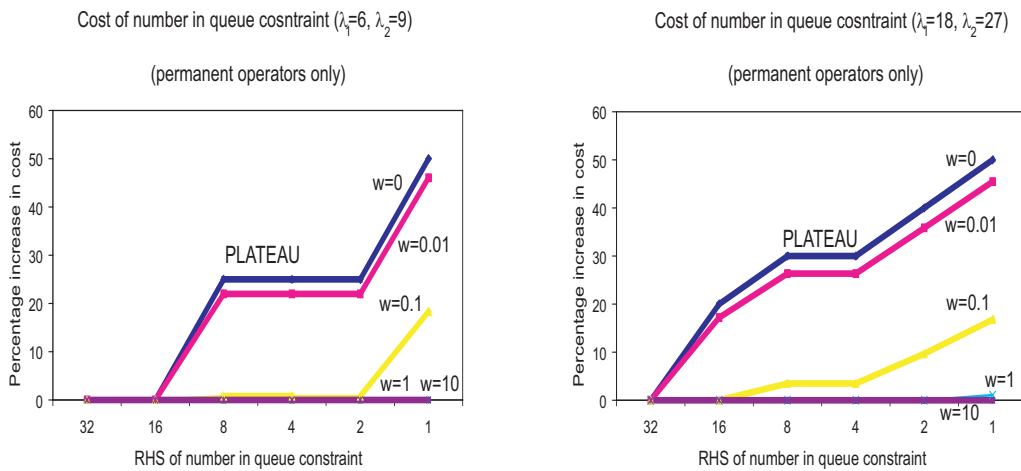 Cost of number in queue cosntraint (λ1=6, λ2=9)
(permanent operators only)
Percentage increase in cost
60
50
40
30
20
10
0
w=0
w=0.01
PLATEAU
w=0.1
w=1
w=10
32
16
8
4
2
1
RHS of number in queue constraint
Cost of number in queue cosntraint (λ1=18, λ2=27)
(permanent operators only)
Percentage increase in cost
60
50
40
30
20
10
0
w=0
w=0.01
PLATEAU
w=0.1
w=1
w=10
32
16
8
4
2
1
RHS of number in queue constraint